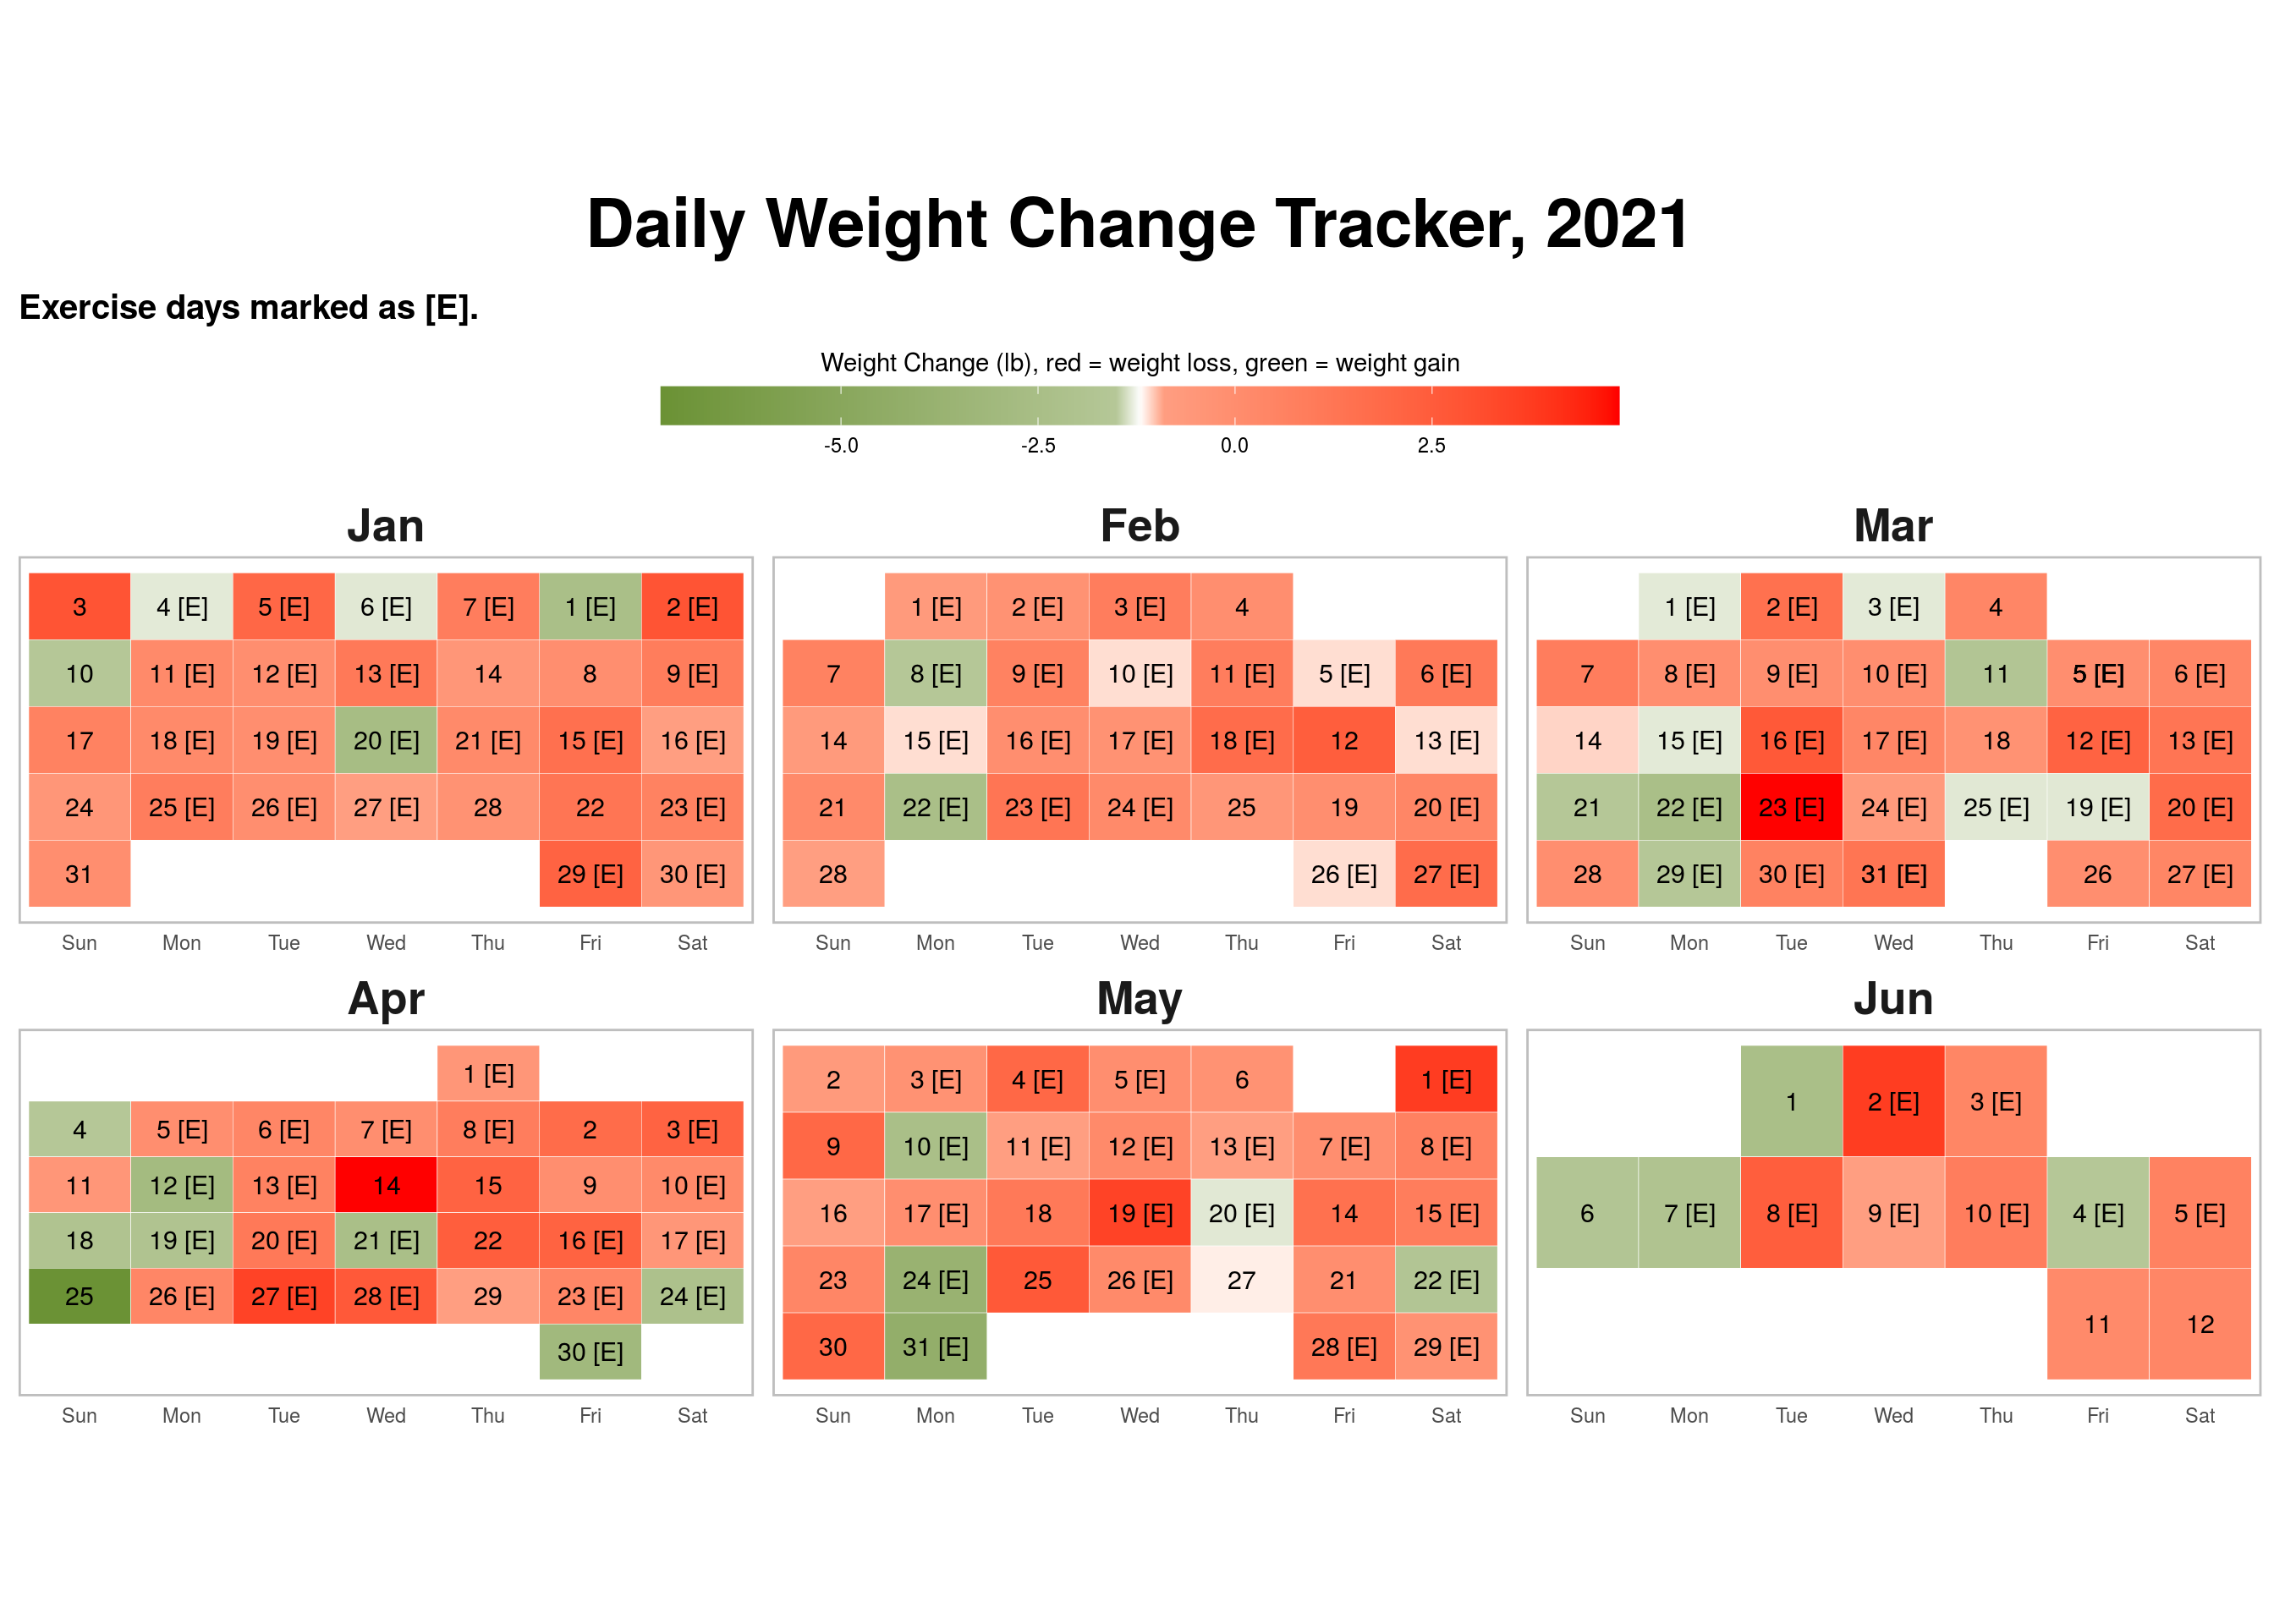 Daily Weight Change Tracker, 2021
Exercise days marked as [E].
Weight Change (lb), red = weight loss, green = weight gain
-5.0 -2.5 0.0 2.5
Jan
3 4 [E] 5 [E] 6 [E] 7 [E] 1 [E] 2 [E]
10 11 [E] 12 [E] 13 [E] 14 8 9 [E]
17 18 [E] 19 [E] 20 [E] 21 [E] 15 [E] 16 [E]
24 25 [E] 26 [E] 27 [E] 28 22 23 [E]
31 29 [E] 30 [E]
Sun Mon Tue Wed Thu Fri Sat
Feb
1 [E] 2 [E] 3 [E] 4
7 8 [E] 9 [E] 10 [E] 11 [E] 5 [E] 6 [E]
14 15 [E] 16 [E] 17 [E] 18 [E] 12 13 [E]
21 22 [E] 23 [E] 24 [E] 25 19 20 [E]
28 26 [E] 27 [E]
Sun Mon Tue Wed Thu Fri Sat
Mar
1 [E] 2 [E] 3 [E] 4
7 8 [E] 9 [E] 10 [E] 11 5 [E] 6 [E]
14 15 [E] 16 [E] 17 [E] 18 12 [E] 13 [E]
21 22 [E] 23 [E] 24 [E] 25 [E] 19 [E] 20 [E]
28 29 [E] 30 [E] 31 [E] 26 27 [E]
Sun Mon Tue Wed Thu Fri Sat
Apr
1 [E]
4 5 [E] 6 [E] 7 [E] 8 [E] 2 3 [E]
11 12 [E] 13 [E] 14 15 9 10 [E]
18 19 [E] 20 [E] 21 [E] 22 16 [E] 17 [E]
25 26 [E] 27 [E] 28 [E] 29 23 [E] 24 [E]
30 [E]
Sun Mon Tue Wed Thu Fri Sat
May
2 3 [E] 4 [E] 5 [E] 6 1 [E]
9 10 [E] 11 [E] 12 [E] 13 [E] 7 [E] 8 [E]
16 17 [E] 18 19 [E] 20 [E] 14 15 [E]
23 24 [E] 25 26 [E] 27 21 22 [E]
30 31 [E] 28 [E] 29 [E]
Sun Mon Tue Wed Thu Fri Sat
Jun
1 2 [E] 3 [E]
6 7 [E] 8 [E] 9 [E] 10 [E] 4 [E] 5 [E]
11 12
Sun Mon Tue Wed Thu Fri Sat